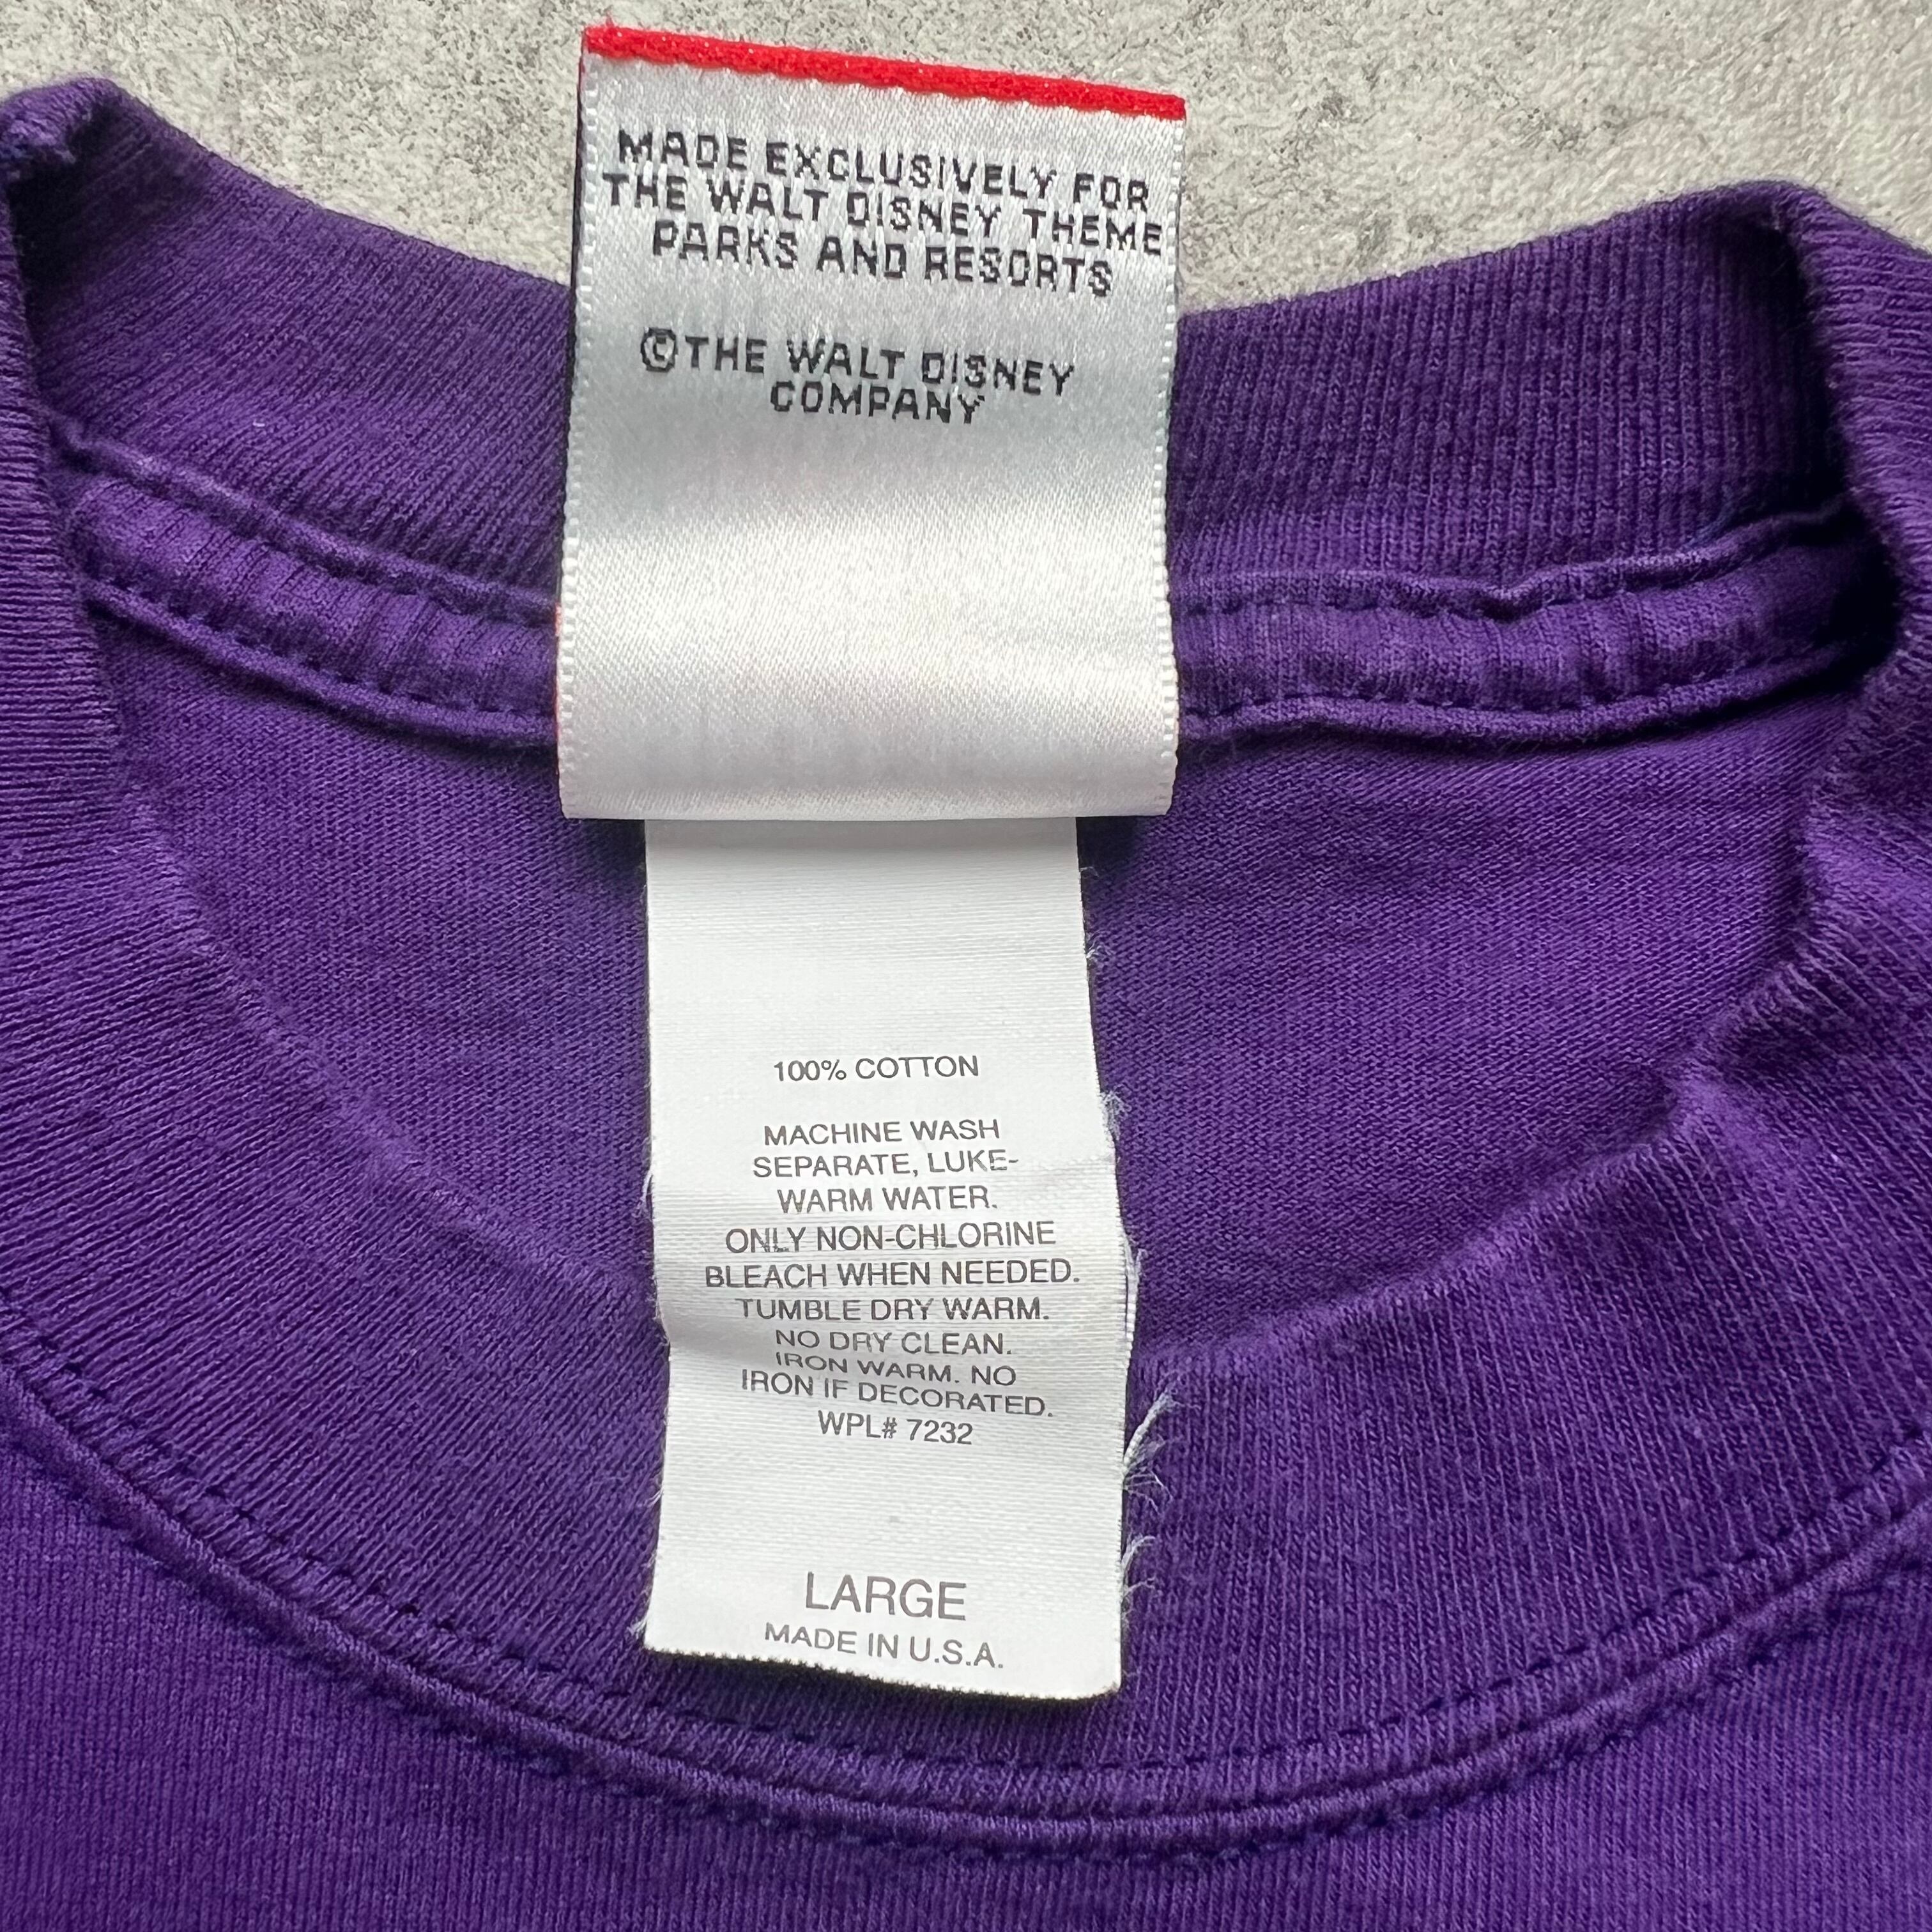 MADE EXCLUSIVELY FOR
THE WALT DISNEY THEME
PARKS AND RESORTS
©THE WALT DISNEY
COMPANY
100% COTTON
MACHINE WASH
SEPARATE, LUKE-
WARM WATER.
ONLY NON-CHLORINE
BLEACH WHEN NEEDED.
TUMBLE DRY WARM.
NO DRY CLEAN.
IRON WARM. NO
IRON IF DECORATED.
WPL# 7232
LARGE
MADE IN U.S.A.